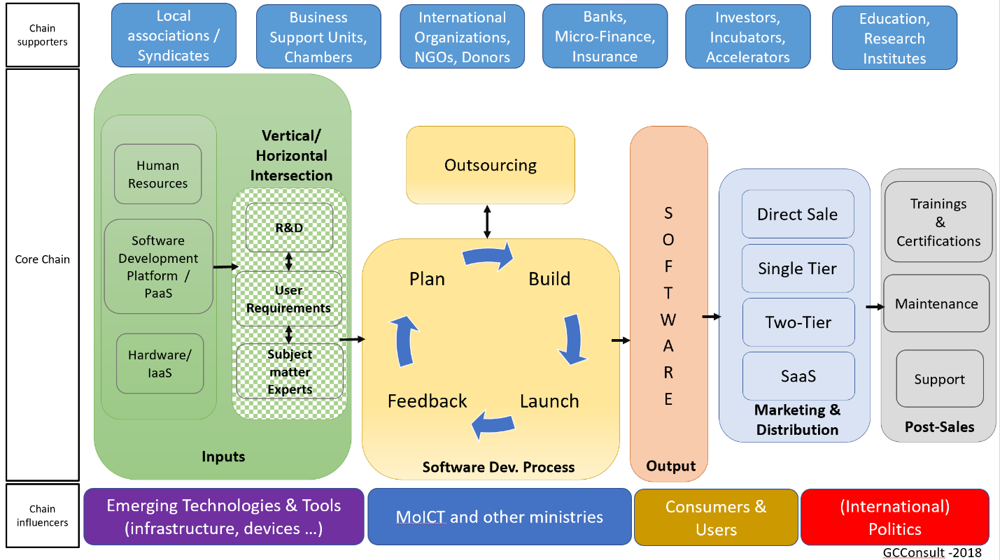 Chain
supporters
Local
associations /
Syndicates
Business
Support Units,
Chambers
International
Organizations,
NGOs, Donors
Banks,
Micro-Finance,
Insurance
Investors,
Incubators,
Accelerators
Education,
Research
Institutes
Core Chain
Human
Resources
Software
Development
Platform /
PaaS
Hardware/
IaaS
Vertical/
Horizontal
Intersection
R&D
User
Requirements
Subject
matter
Experts
Inputs
Outsourcing
Plan
Build
Feedback
Launch
Software Dev. Process
S
O
F
T
W
A
R
E
Output
Direct Sale
Single Tier
Two-Tier
SaaS
Marketing &
Distribution
Trainings
&
Certifications
Maintenance
Support
Post-Sales
Chain
influencers
Emerging Technologies & Tools
(infrastructure, devices ...)
MoICT and other ministries
Consumers &
Users
(International)
Politics
GCConsult -2018